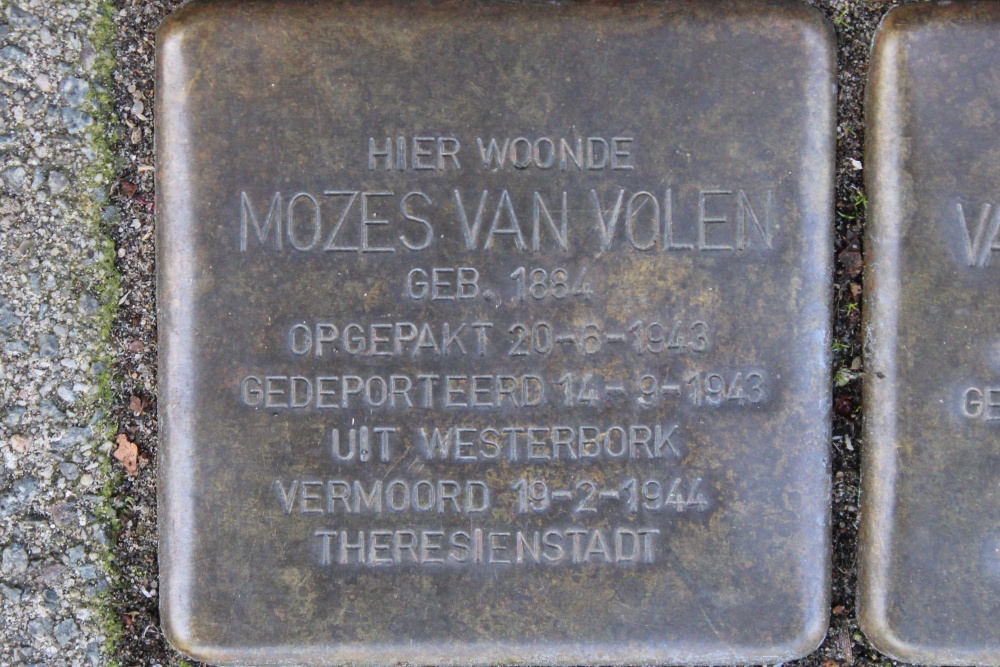 HIER WOONDE
MOZES VAN VOLEN
GEB. 1884
OPGEPAKT 20-6-1943
GEDEPORTEERD 14-9-1943
UIT WESTERBORK
VERMOORD 19-2-1944
THERESIENSTADT